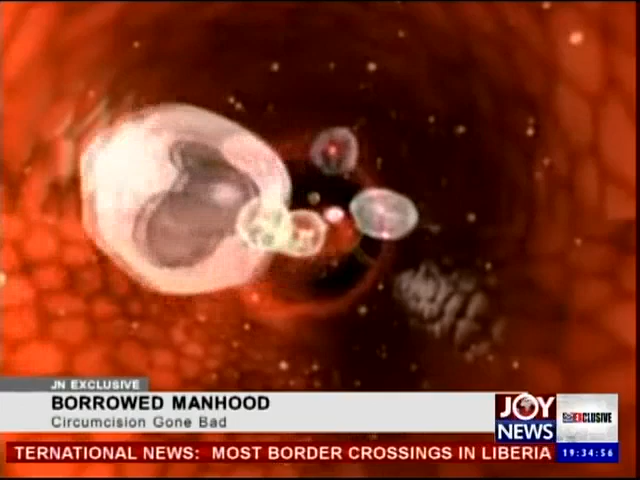 JN EXCLUSIVE
BORROWED MANHOOD
Circumcision Gone Bad
JOY
NEWS
EXCLUSIVE
19:34:56
TERNATIONAL NEWS: MOST BORDER CROSSINGS IN LIBERIA